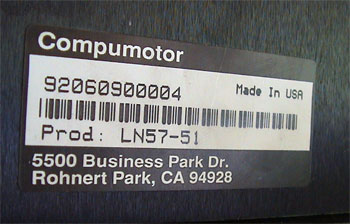 Compumotor
92060900004 Made In USA
Prod: LN57-51
5500 Business Park Dr.
Rohnert Park, CA 94928